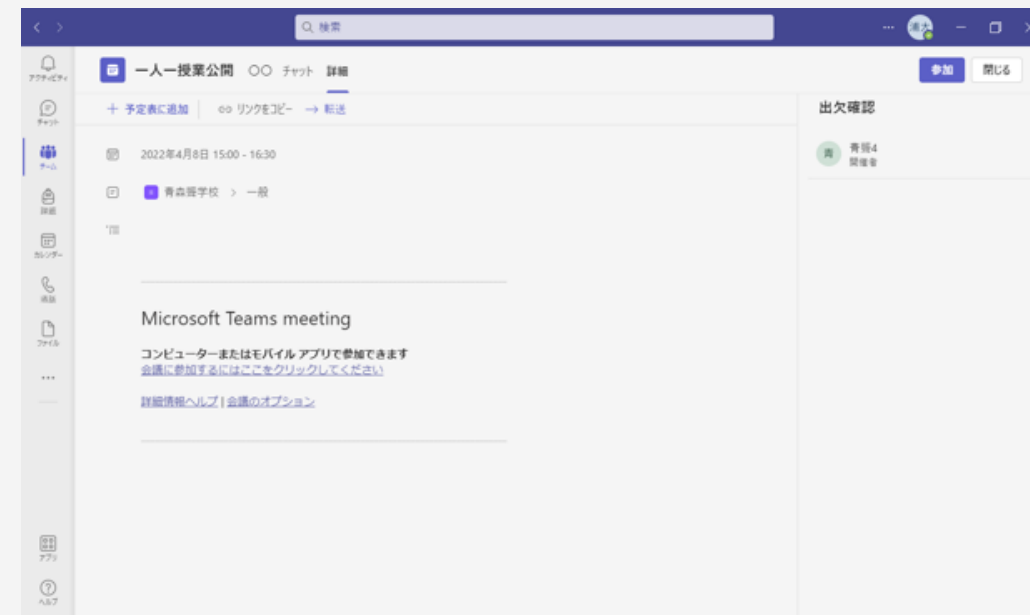 検索
アクティビティ
チャット
チーム
課題
カレンダー
通話
ファイル
アプリ
ヘルプ
一人一授業公開 〇〇 チャット 詳細
参加 閉じる
予定表に追加 リンクをコピー 転送
2022年4月8日 15:00 - 16:30
青森聾学校 > 一般
Microsoft Teams meeting
コンピューターまたはモバイル アプリで参加できます
会議に参加するにはここをクリックしてください
詳細情報ヘルプ | 会議のオプション
出欠確認
青 青聾4
開催者